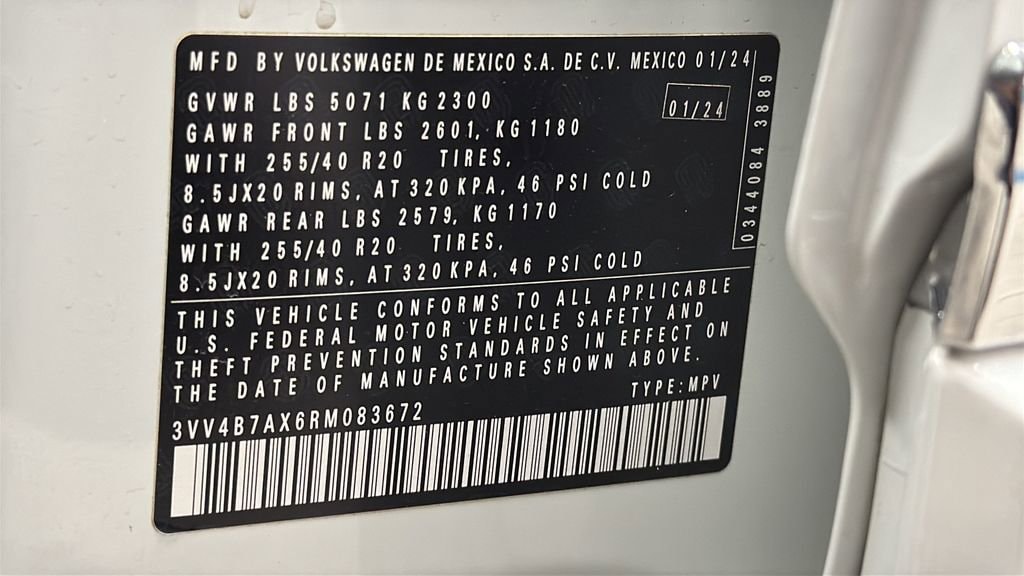 MFD BY VOLKSWAGEN DE MEXICO S.A. DE C.V. MEXICO 01/24
GVWR LBS 5071 KG 2300
01/24
GAWR FRONT LBS 2601, KG 1180
WITH 255/40 R20 TIRES,
8.5JX20 RIMS, AT 320 KPA, 46 PSI COLD
GAWR REAR LBS 2579, KG 1170
WITH 255/40 R20 TIRES,
8.5JX20 RIMS, AT 320 KPA, 46 PSI COLD
0344084 3889
THIS VEHICLE CONFORMS TO ALL APPLICABLE
U.S. FEDERAL MOTOR VEHICLE SAFETY AND
THEFT PREVENTION STANDARDS IN EFFECT ON
THE DATE OF MANUFACTURE SHOWN ABOVE.
TYPE: MPV
3VV4B7AX6RM083672